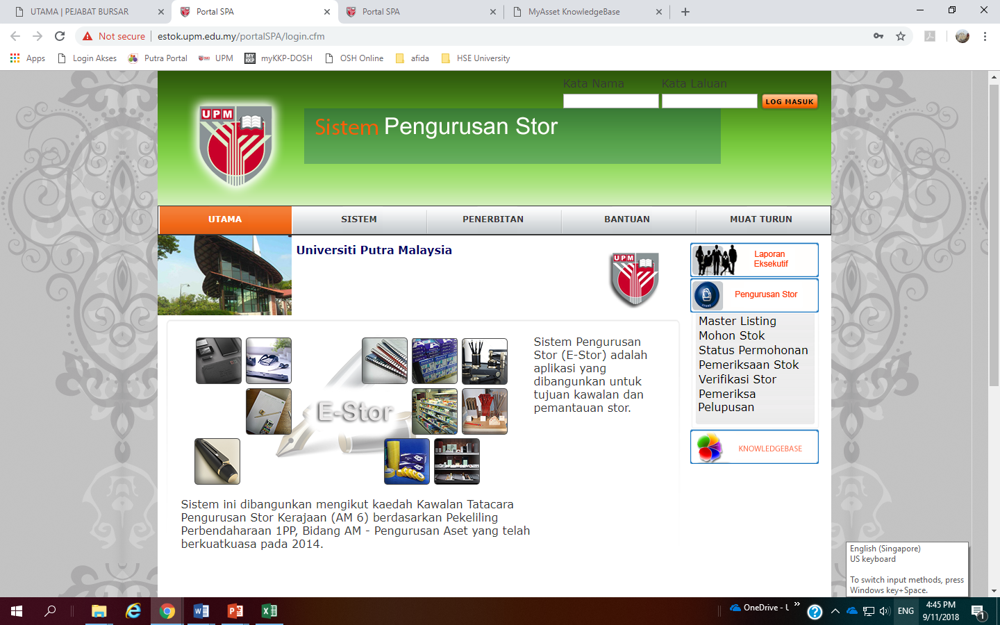 UTAMA | PEJABAT BURSAR
Portal SPA
Portal SPA
MyAsset KnowledgeBase
Not secure
estok.upm.edu.my/portalSPA/login.cfm
Apps
Login Akses
Putra Portal
UPM
MY KKP
myKKP-DOSH
OSH Online
afida
HSE University
Kata Nama
Kata Laluan
LOG MASUK
UPM
Sistem Pengurusan Stor
UTAMA
SISTEM
PENERBITAN
BANTUAN
MUAT TURUN
Universiti Putra Malaysia
UPM
Laporan
Eksekutif
STORE
Pengurusan Stor
Master Listing
Mohon Stok
Status Permohonan
Pemeriksaan Stok
Verifikasi Stor
Pemeriksa
Pelupusan
KNOWLEDGEBASE
E-Stor
Sistem Pengurusan
Stor (E-Stor) adalah
aplikasi yang
dibangunkan untuk
tujuan kawalan dan
pemantauan stor.
Sistem ini dibangunkan mengikut kaedah Kawalan Tatacara
Pengurusan Stor Kerajaan (AM 6) berdasarkan Pekeliling
Perbendaharaan 1PP, Bidang AM - Pengurusan Aset yang telah
berkuatkuasa pada 2014.
English (Singapore)
US keyboard
To switch input methods, press
Windows key+Space.
OneDrive - U
ENG
4:45 PM
9/11/2018
1